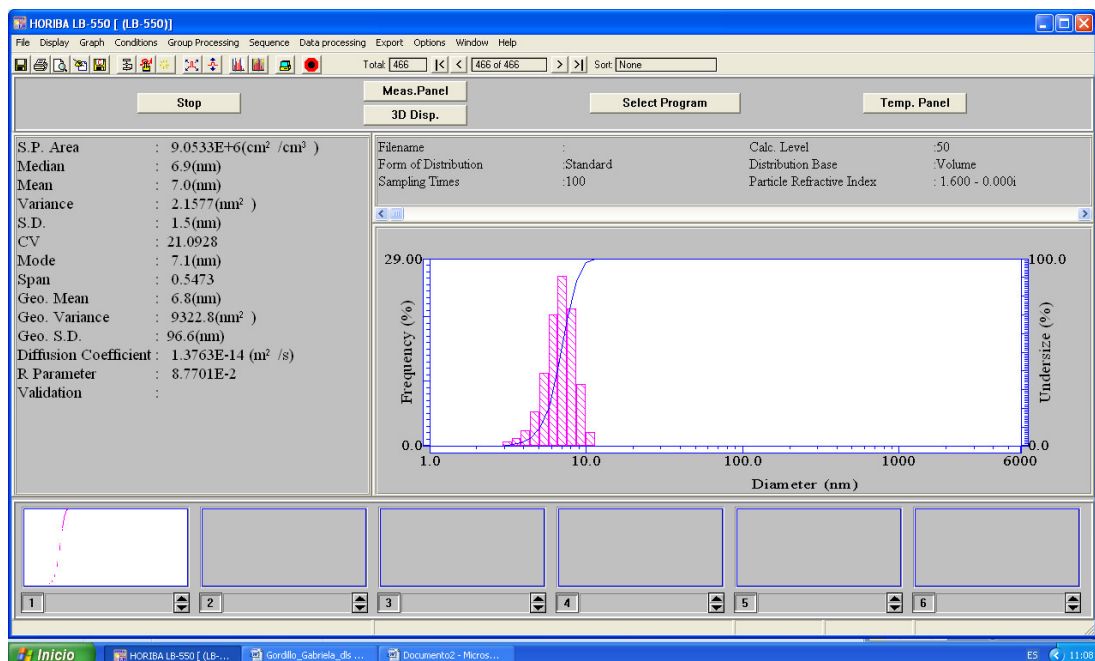 HORIBA LB-550 [ (LB-550)]
File Display Graph Conditions Group Processing Sequence Data processing Export Options Window Help
Total: 466 466 of 466 Sort: None
Stop
Meas.Panel
3D Disp.
Select Program
Temp. Panel
S.P. Area : 9.0533E+6(cm² /cm³ )
Median : 6.9(nm)
Mean : 7.0(nm)
Variance : 2.1577(nm² )
S.D. : 1.5(nm)
CV : 21.0928
Mode : 7.1(nm)
Span : 0.5473
Geo. Mean : 6.8(nm)
Geo. Variance : 9322.8(nm² )
Geo. S.D. : 96.6(nm)
Diffusion Coefficient : 1.3763E-14 (m² /s)
R Parameter : 8.7701E-2
Validation :
Filename : Calc. Level :50
Form of Distribution :Standard Distribution Base :Volume
Sampling Times :100 Particle Refractive Index : 1.600 - 0.000i
29.00 100.0
Frequency (%)
Undersize (%)
0.0 0.0
1.0 10.0 100.0 1000 6000
Diameter (nm)
1 2 3 4 5 6
Inicio HORIBA LB-550 [ (LB-... Gordillo_Gabriela_dls ... Documento2 - Micros... ES 11:08